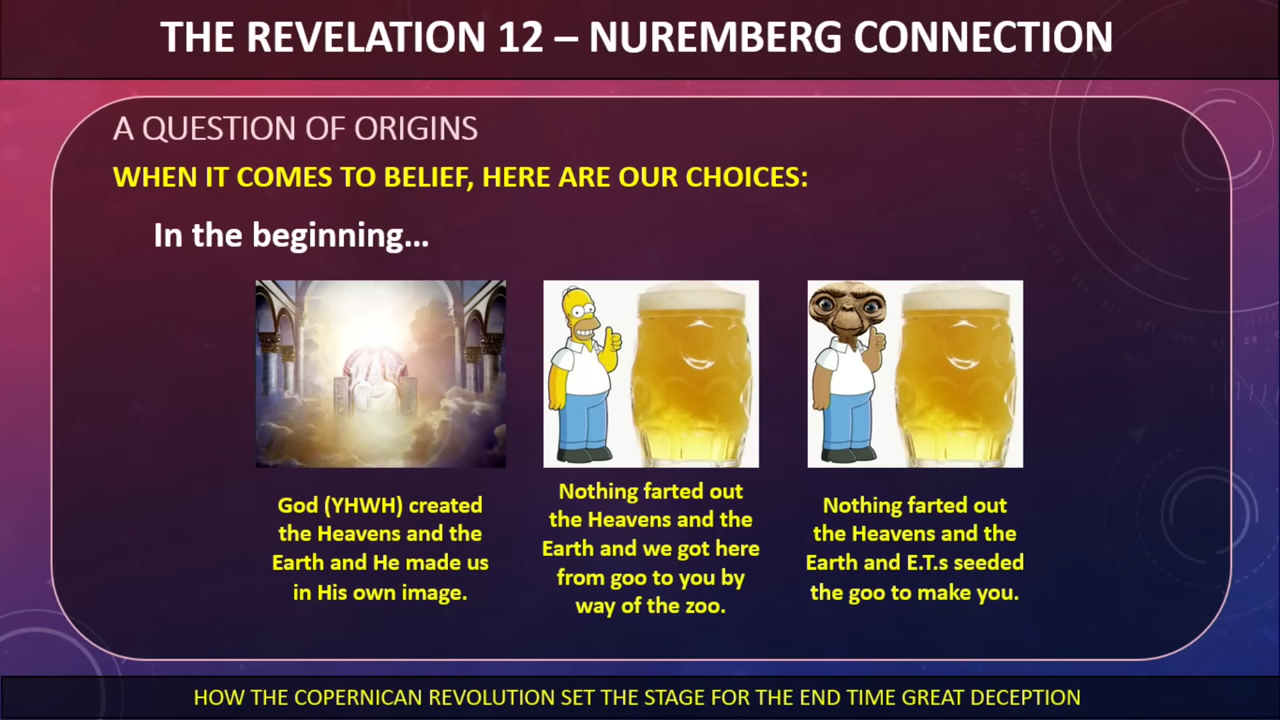 THE REVELATION 12 – NUREMBERG CONNECTION
A QUESTION OF ORIGINS
WHEN IT COMES TO BELIEF, HERE ARE OUR CHOICES:
In the beginning...
God (YHWH) created
the Heavens and the
Earth and He made us
in His own image.
Nothing farted out
the Heavens and the
Earth and we got here
from goo to you by
way of the zoo.
Nothing farted out
the Heavens and the
Earth and E.T.s seeded
the goo to make you.
HOW THE COPERNICAN REVOLUTION SET THE STAGE FOR THE END TIME GREAT DECEPTION